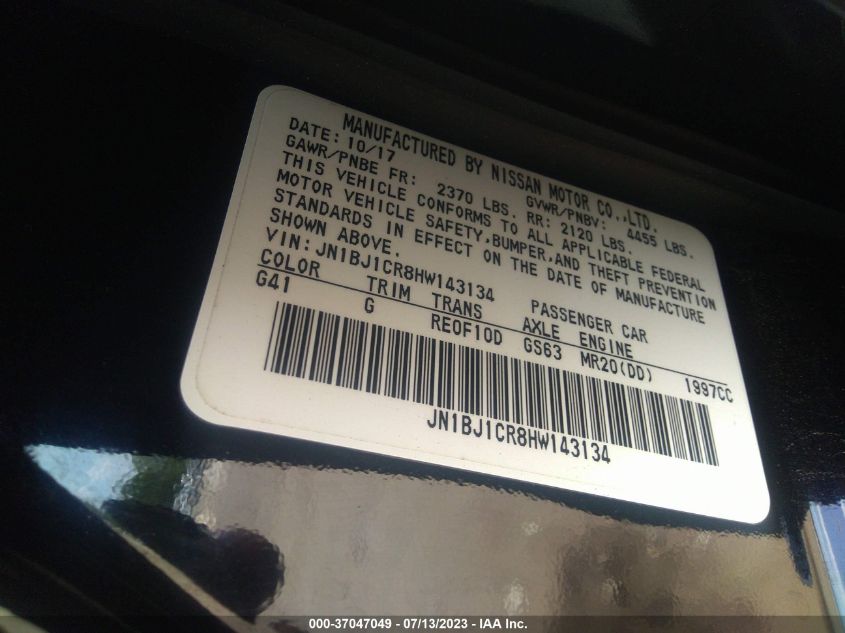 MANUFACTURED BY NISSAN MOTOR CO.,LTD.
DATE: 10/17 GVWR/PNBV: 4455 LBS.
GAWR/PNBE FR: 2370 LBS. RR: 2120 LBS.
THIS VEHICLE CONFORMS TO ALL APPLICABLE FEDERAL
MOTOR VEHICLE SAFETY,BUMPER,AND THEFT PREVENTION
STANDARDS IN EFFECT ON THE DATE OF MANUFACTURE
SHOWN ABOVE.
VIN: JN1BJ1CR8HW143134 PASSENGER CAR
COLOR TRIM TRANS AXLE ENGINE
G41 G RE0F10D GS63 MR20(DD) 1997CC
JN1BJ1CR8HW143134
000-37047049 - 07/13/2023 - IAA Inc.